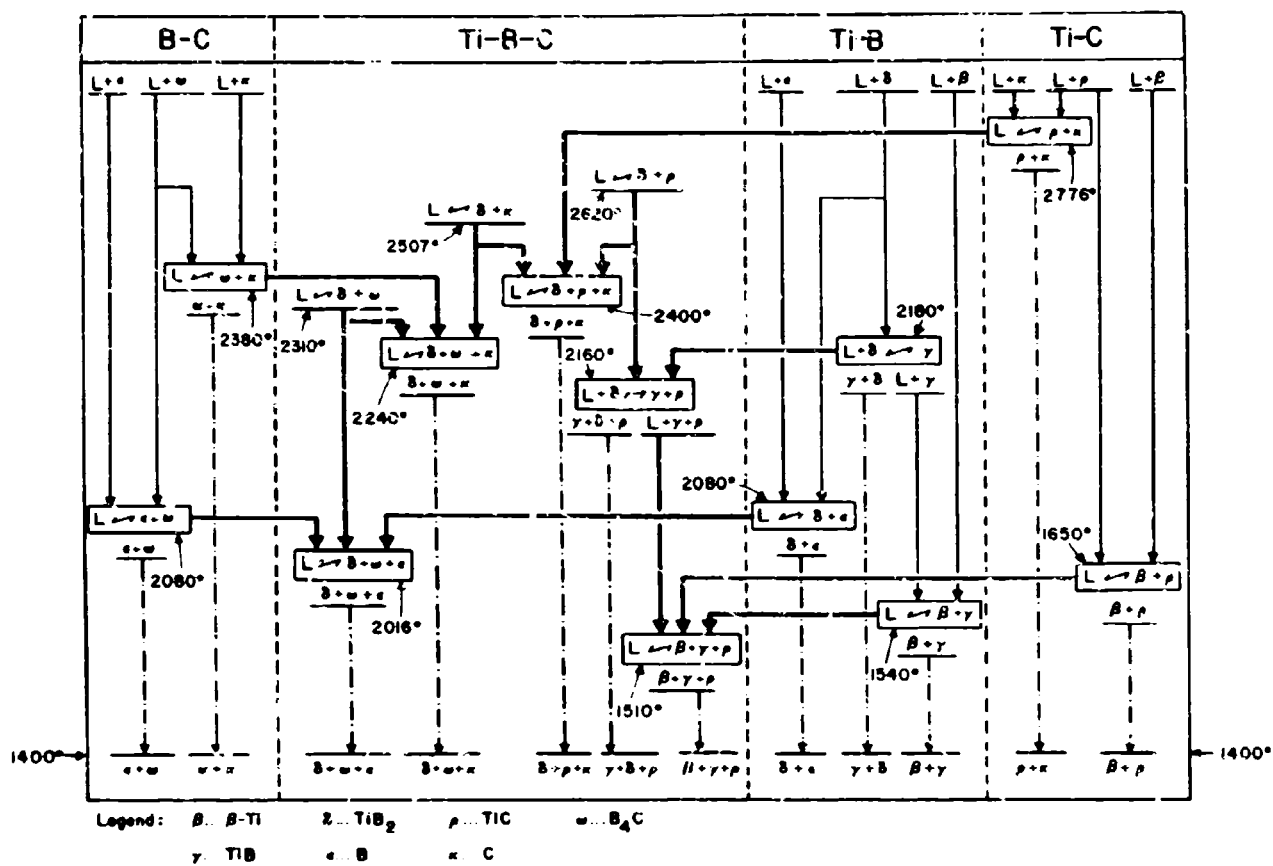 B-C Ti-B-C Ti-B Ti-C
L+ε L+ω L+κ L+ε L+δ L+β L+κ L+ρ L+β
L ↔ ρ+κ
ρ+κ
2776°
L ↔ δ+ρ
2620°
L ↔ δ+κ
2507°
L ↔ ω+κ
ω+κ
2380°
L ↔ δ+ρ+κ
2400°
δ+ρ+κ
L ↔ δ+ω
2310°
L ↔ δ+ω+κ
δ+ω+κ
2240°
2180°
L+δ ↔ γ
γ+δ L+γ
2160°
L+δ ↔ γ+ρ
γ+δ+ρ L+γ+ρ
2080°
L ↔ δ+ε
δ+ε
L ↔ ε+ω
ε+ω
2080°
L ↔ δ+ω+ε
δ+ω+ε
2016°
1650°
L ↔ β+ρ
β+ρ
L ↔ β+γ
β+γ
1540°
L ↔ β+γ+ρ
β+γ+ρ
1510°
1400° 1400°
ε+ω ω+κ δ+ω+ε δ+ω+κ δ+ρ+κ γ+δ+ρ β+γ+ρ δ+ε γ+δ β+γ ρ+κ β+ρ
Legend: β... β-Ti δ...TiB₂ ρ...TiC ω...B₄C
γ... TiB ε...B κ...C